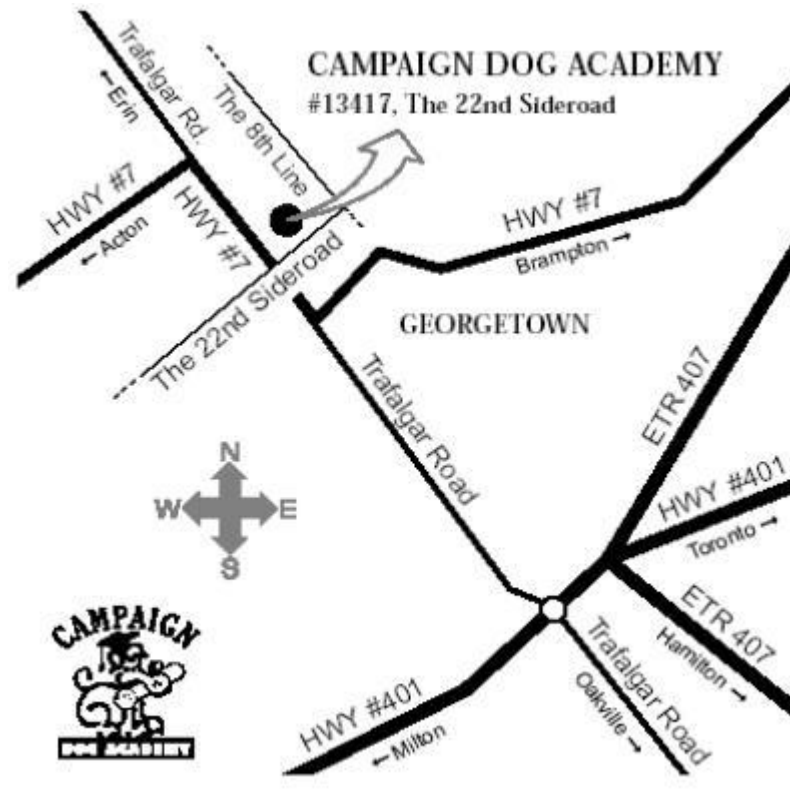 Trafalgar Rd.
← Erin
The 8th Line
CAMPAIGN DOG ACADEMY
#13417, The 22nd Sideroad
HWY #7
← Acton
HWY #7
The 22nd Sideroad
HWY #7
Brampton →
GEORGETOWN
Trafalgar Road
ETR 407
HWY #401
Toronto →
N
W E
S
ETR 407
Hamilton →
Trafalgar Road
Oakville →
HWY #401
← Milton
CAMPAIGN
DOG ACADEMY